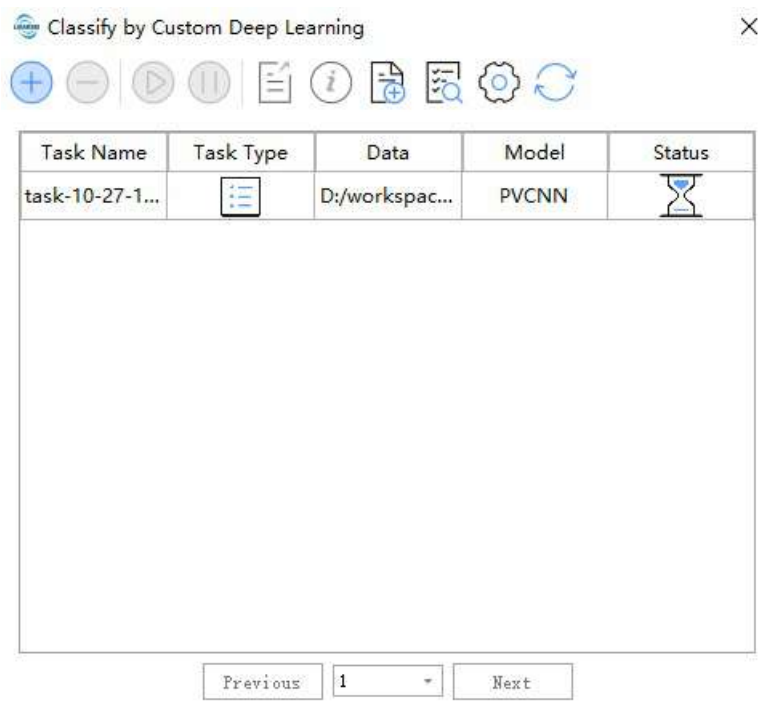 Classify by Custom Deep Learning
Task Name Task Type Data Model Status
task-10-27-1... D:/workspac... PVCNN
Previous 1 Next